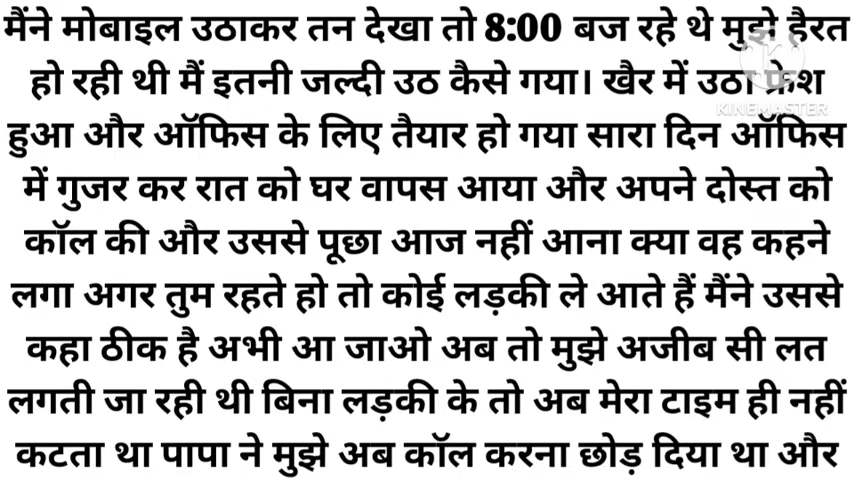 मैंने मोबाइल उठाकर तन देखा तो 8:00 बज रहे थे मुझे हैरत
हो रही थी मैं इतनी जल्दी उठ कैसे गया। खैर में उठा फ्रेश
KINEMASTER
हुआ और ऑफिस के लिए तैयार हो गया सारा दिन ऑफिस
में गुजर कर रात को घर वापस आया और अपने दोस्त को
कॉल की और उससे पूछा आज नहीं आना क्या वह कहने
लगा अगर तुम रहते हो तो कोई लड़की ले आते हैं मैंने उससे
कहा ठीक है अभी आ जाओ अब तो मुझे अजीब सी लत
लगती जा रही थी बिना लड़की के तो अब मेरा टाइम ही नहीं
कटता था पापा ने मुझे अब कॉल करना छोड़ दिया था और